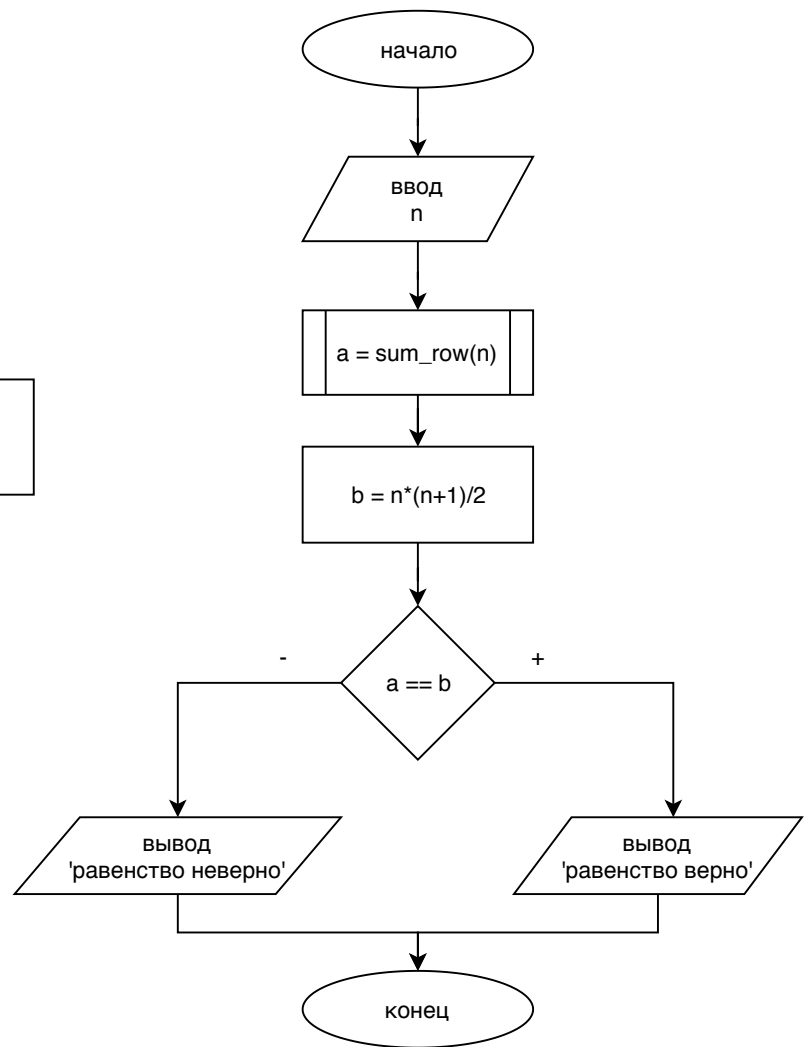 начало
ввод
n
a = sum_row(n)
b = n*(n+1)/2
-
+
a == b
вывод
'равенство неверно'
вывод
'равенство верно'
конец